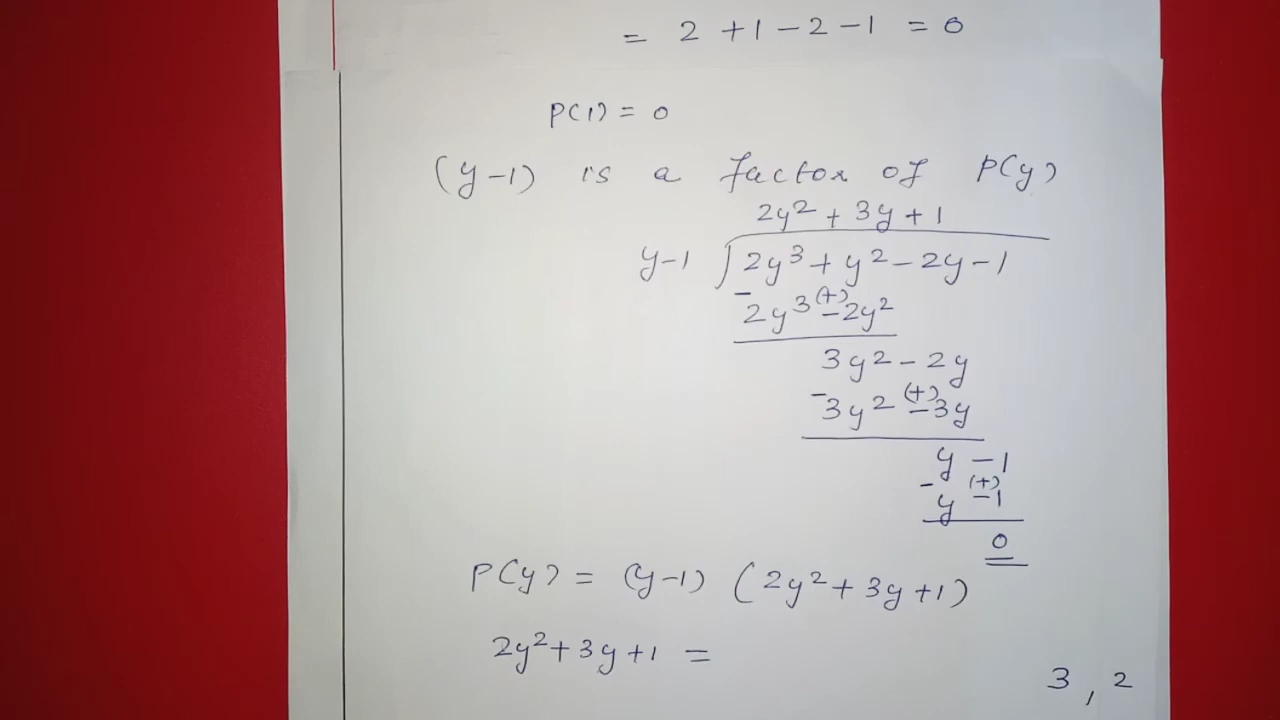 = 2 + 1 - 2 - 1 = 0
P(1) = 0
(y-1) is a factor of P(y)
2y² + 3y + 1
y-1 ) 2y³ + y² - 2y - 1
- (+)
2y³ - 2y²
3y² - 2y
- (+)
3y² - 3y
y - 1
- (+)
y - 1
0
P(y) = (y-1) (2y² + 3y + 1)
2y² + 3y + 1 =
3 , 2